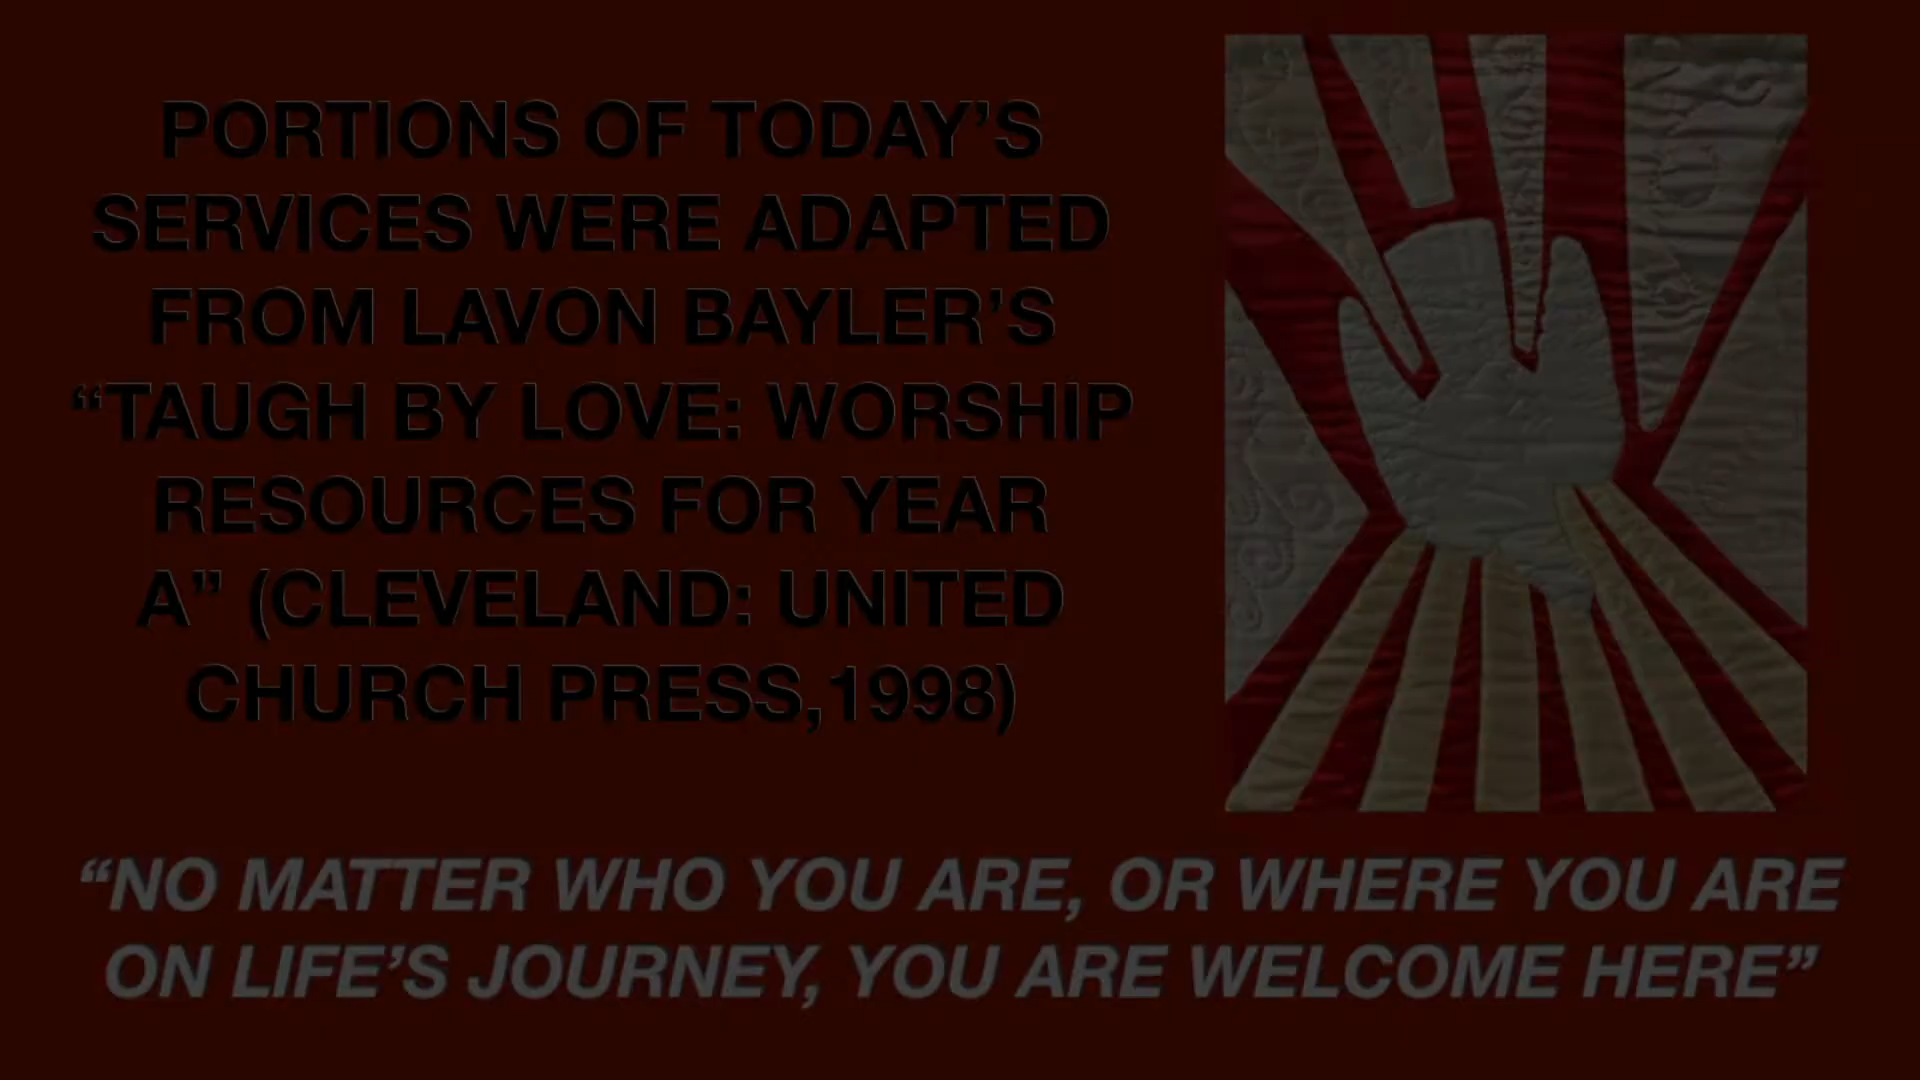 PORTIONS OF TODAY’S
SERVICES WERE ADAPTED
FROM LAVON BAYLER’S
“TAUGH BY LOVE: WORSHIP
RESOURCES FOR YEAR
A” (CLEVELAND: UNITED
CHURCH PRESS,1998)
“NO MATTER WHO YOU ARE, OR WHERE YOU ARE
ON LIFE’S JOURNEY, YOU ARE WELCOME HERE”